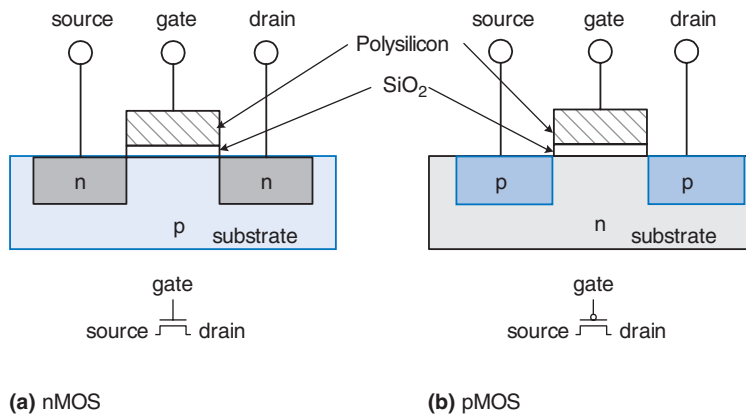 source gate drain
source gate drain
Polysilicon
SiO2
n
n
p
substrate
p
p
n
substrate
gate
source drain
gate
source drain
(a) nMOS
(b) pMOS